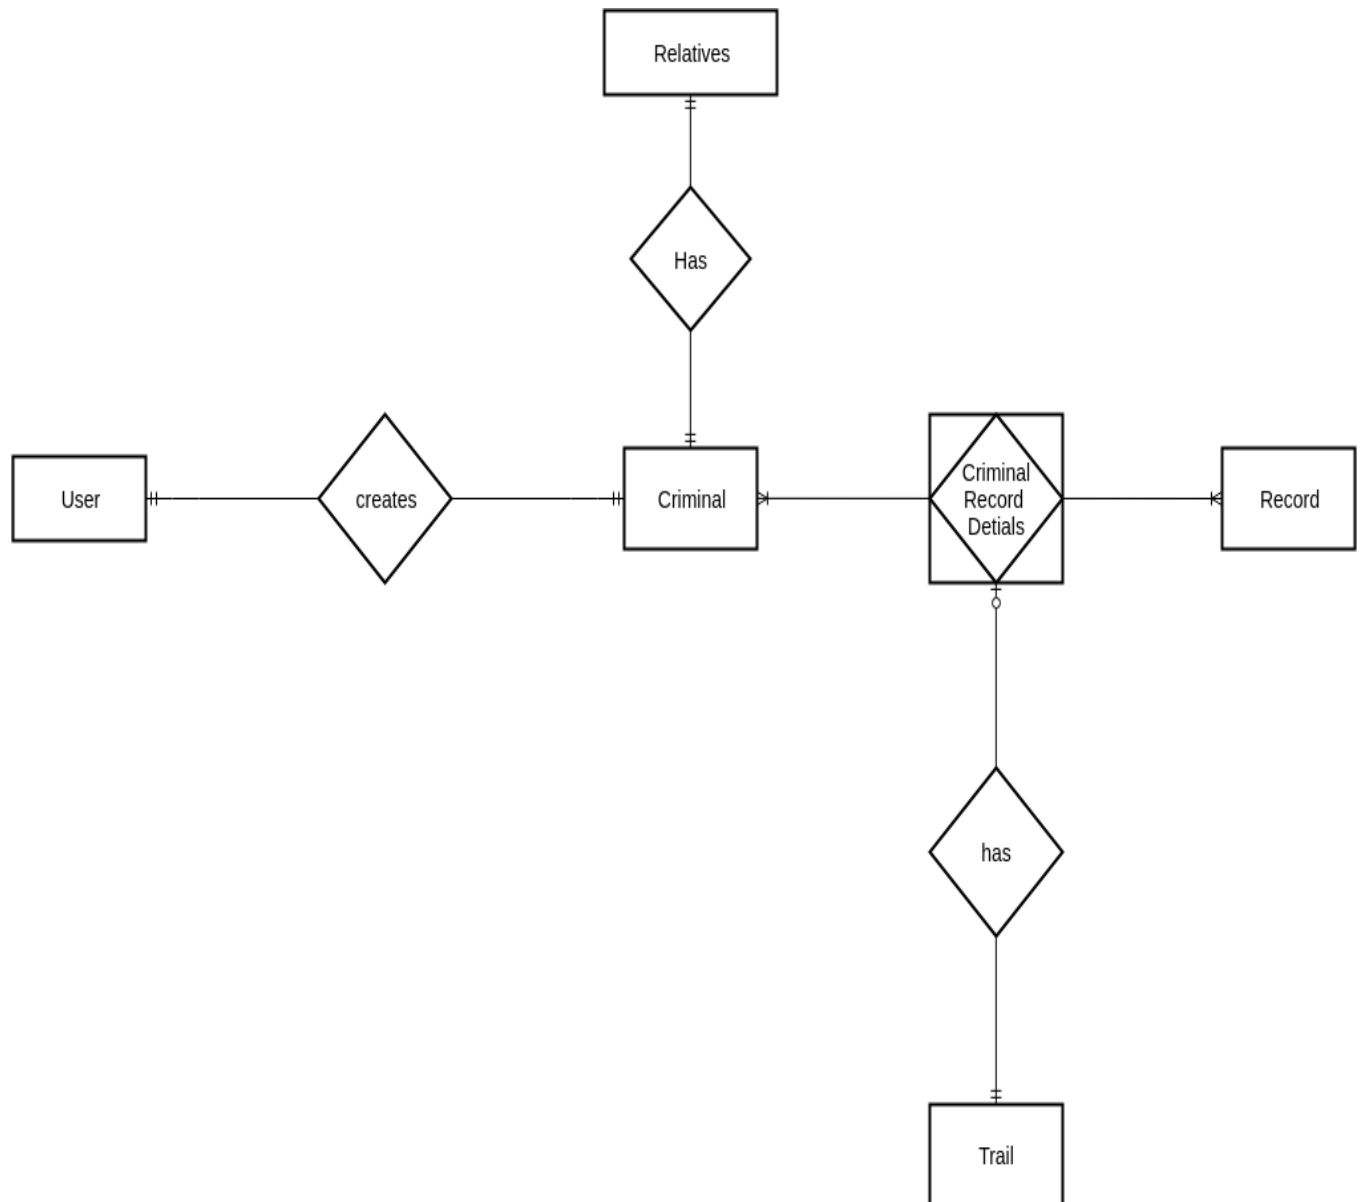 Relatives
Has
User
creates
Criminal
Criminal
Record
Detials
Record
has
Trail